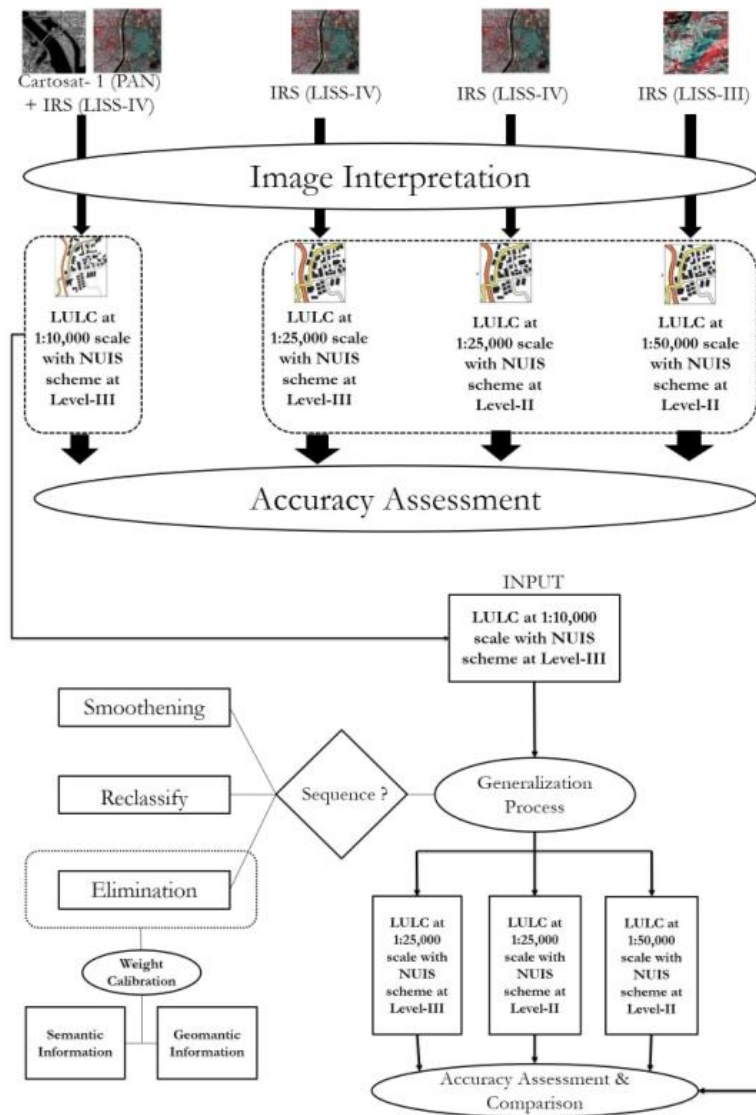 Cartosat- 1 (PAN)
+ IRS (LISS-IV)
IRS (LISS-IV)
IRS (LISS-IV)
IRS (LISS-III)
Image Interpretation
LULC at
1:10,000 scale
with NUIS
scheme at
Level-III
LULC at
1:25,000 scale
with NUIS
scheme at
Level-III
LULC at
1:25,000 scale
with NUIS
scheme at
Level-II
LULC at
1:50,000 scale
with NUIS
scheme at
Level-II
Accuracy Assessment
INPUT
LULC at 1:10,000
scale with NUIS
scheme at Level-III
Smoothening
Reclassify
Elimination
Sequence ?
Generalization
Process
Weight
Calibration
Semantic
Information
Geomantic
Information
LULC at
1:25,000
scale with
NUIS
scheme at
Level-III
LULC at
1:25,000
scale with
NUIS
scheme at
Level-II
LULC at
1:50,000
scale with
NUIS
scheme at
Level-II
Accuracy Assessment &
Comparison